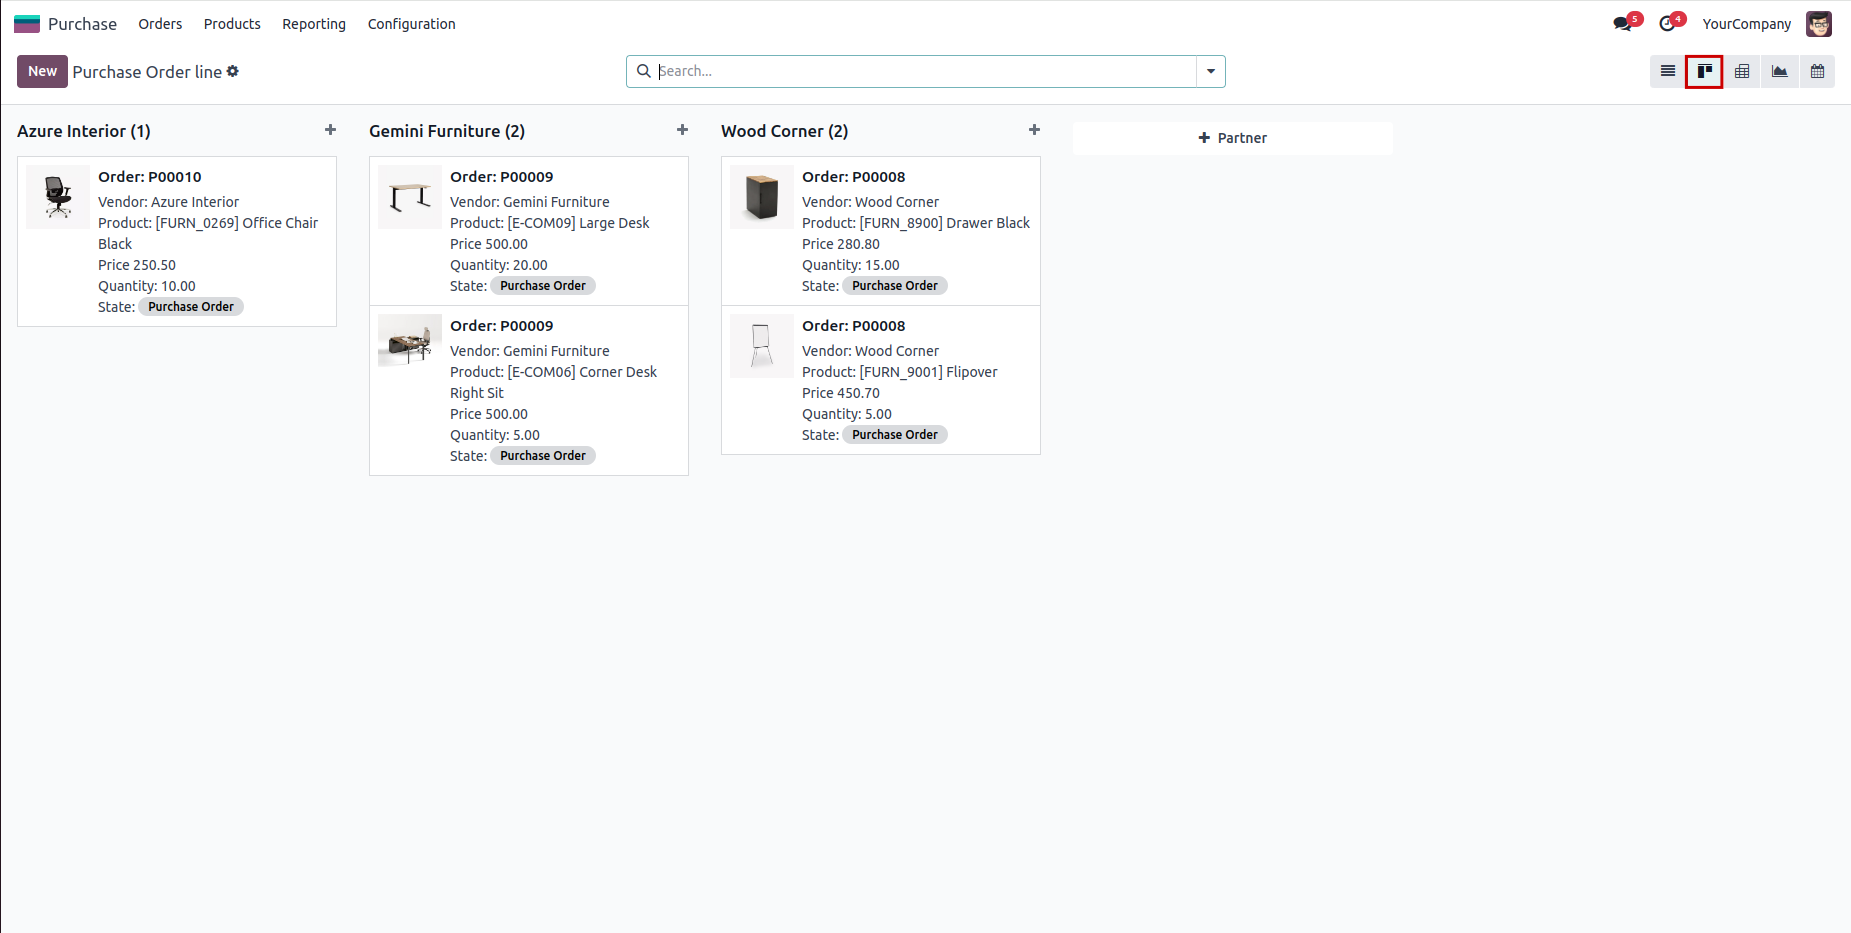 Purchase Orders Products Reporting Configuration 5 4 YourCompany
New Purchase Order line Search...
Azure Interior (1)
Order: P00010
Vendor: Azure Interior
Product: [FURN_0269] Office Chair
Black
Price 250.50
Quantity: 10.00
State: Purchase Order
Gemini Furniture (2)
Order: P00009
Vendor: Gemini Furniture
Product: [E-COM09] Large Desk
Price 500.00
Quantity: 20.00
State: Purchase Order
Order: P00009
Vendor: Gemini Furniture
Product: [E-COM06] Corner Desk
Right Sit
Price 500.00
Quantity: 5.00
State: Purchase Order
Wood Corner (2)
Order: P00008
Vendor: Wood Corner
Product: [FURN_8900] Drawer Black
Price 280.80
Quantity: 15.00
State: Purchase Order
Order: P00008
Vendor: Wood Corner
Product: [FURN_9001] Flipover
Price 450.70
Quantity: 5.00
State: Purchase Order
+ Partner